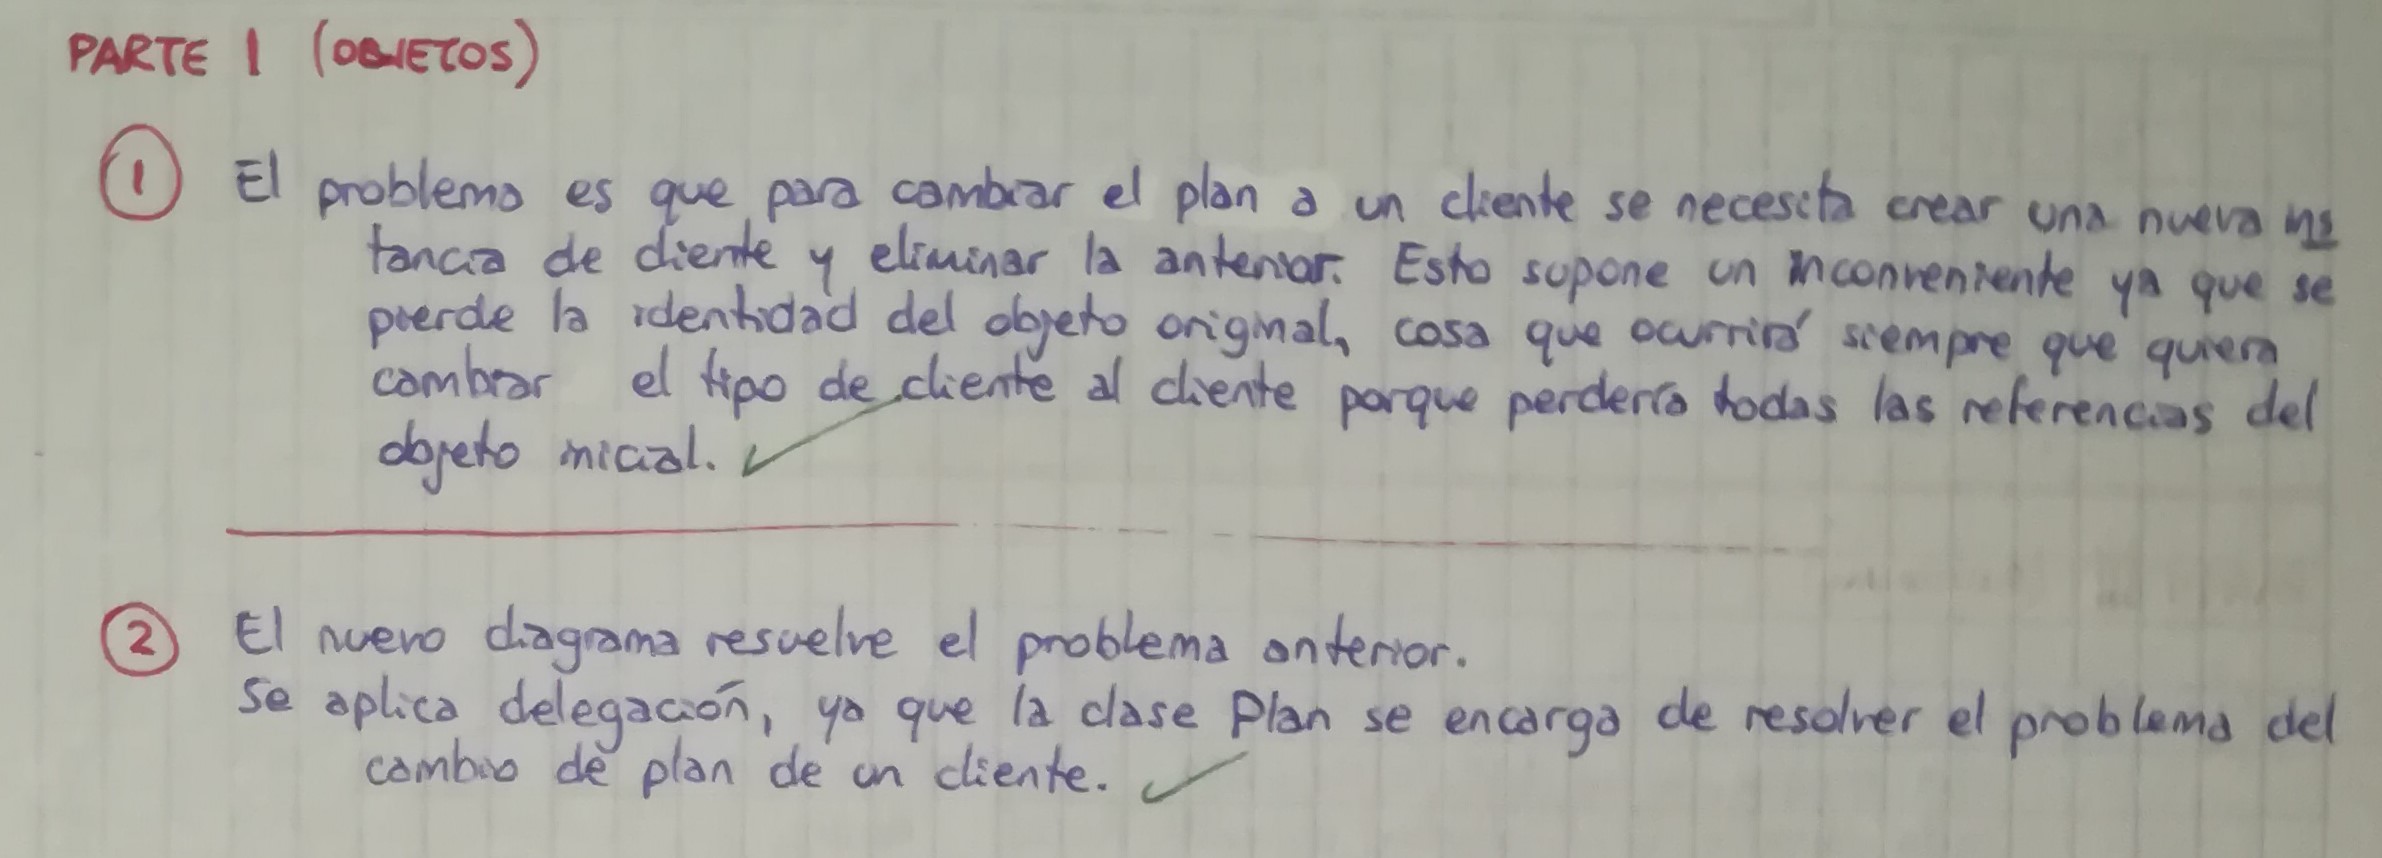 PARTE 1 (OBJETOS)
1 El problema es que para cambiar el plan a un cliente se necesita crear una nueva ins
tancia de cliente y eliminar la anterior. Esto supone un inconveniente ya que se
pierde la identidad del objeto original, cosa que ocurrirá siempre que quiera
cambiar el tipo de cliente al cliente porque perdería todas las referencias del
objeto inicial.
2 El nuevo diagrama resuelve el problema anterior.
Se aplica delegación, ya que la clase Plan se encarga de resolver el problema del
cambio de plan de un cliente.